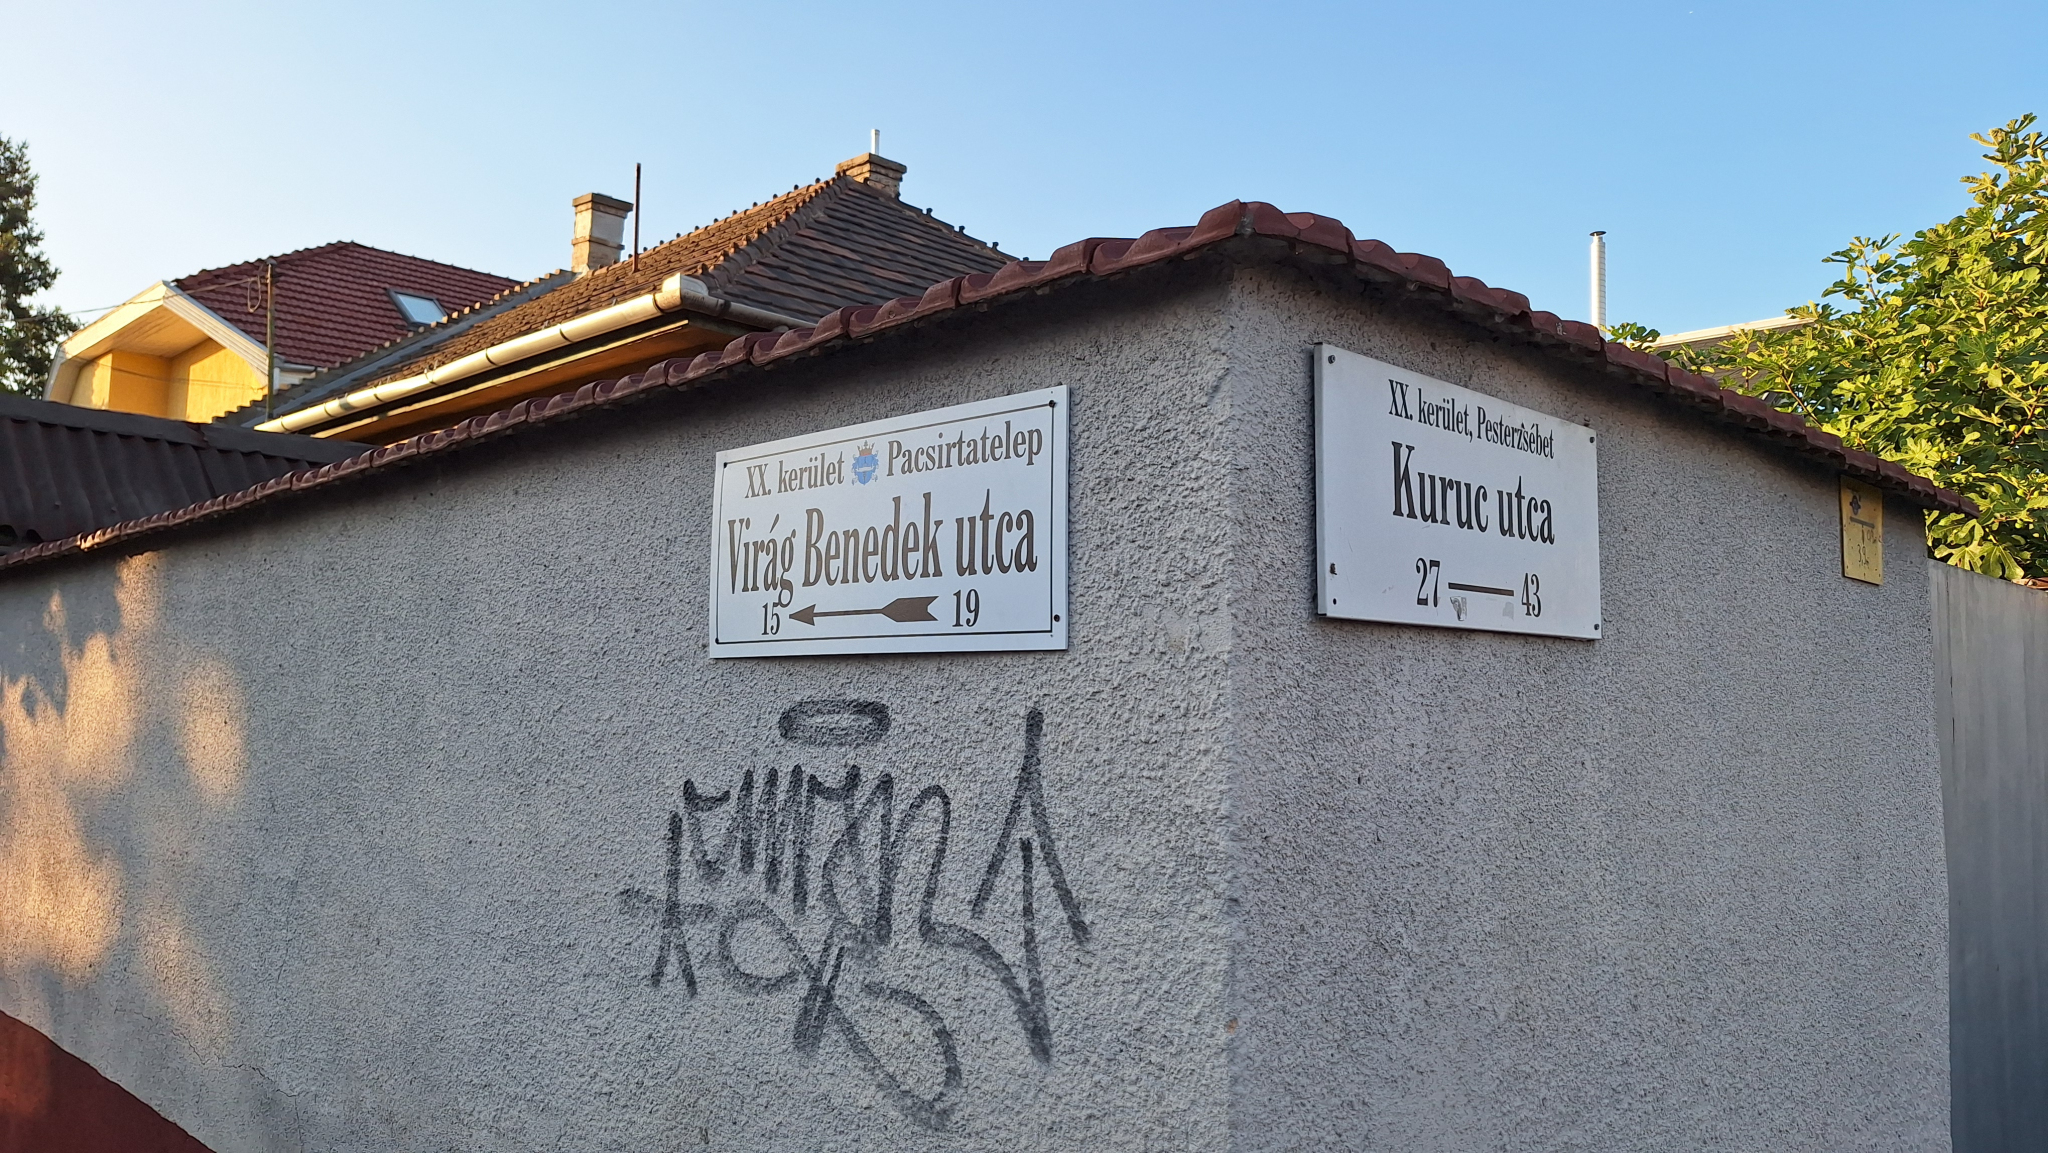 XX. kerület Pacsirtatelep
Virág Benedek utca
15 19
XX. kerület, Pesterzsébet
Kuruc utca
27 — 43